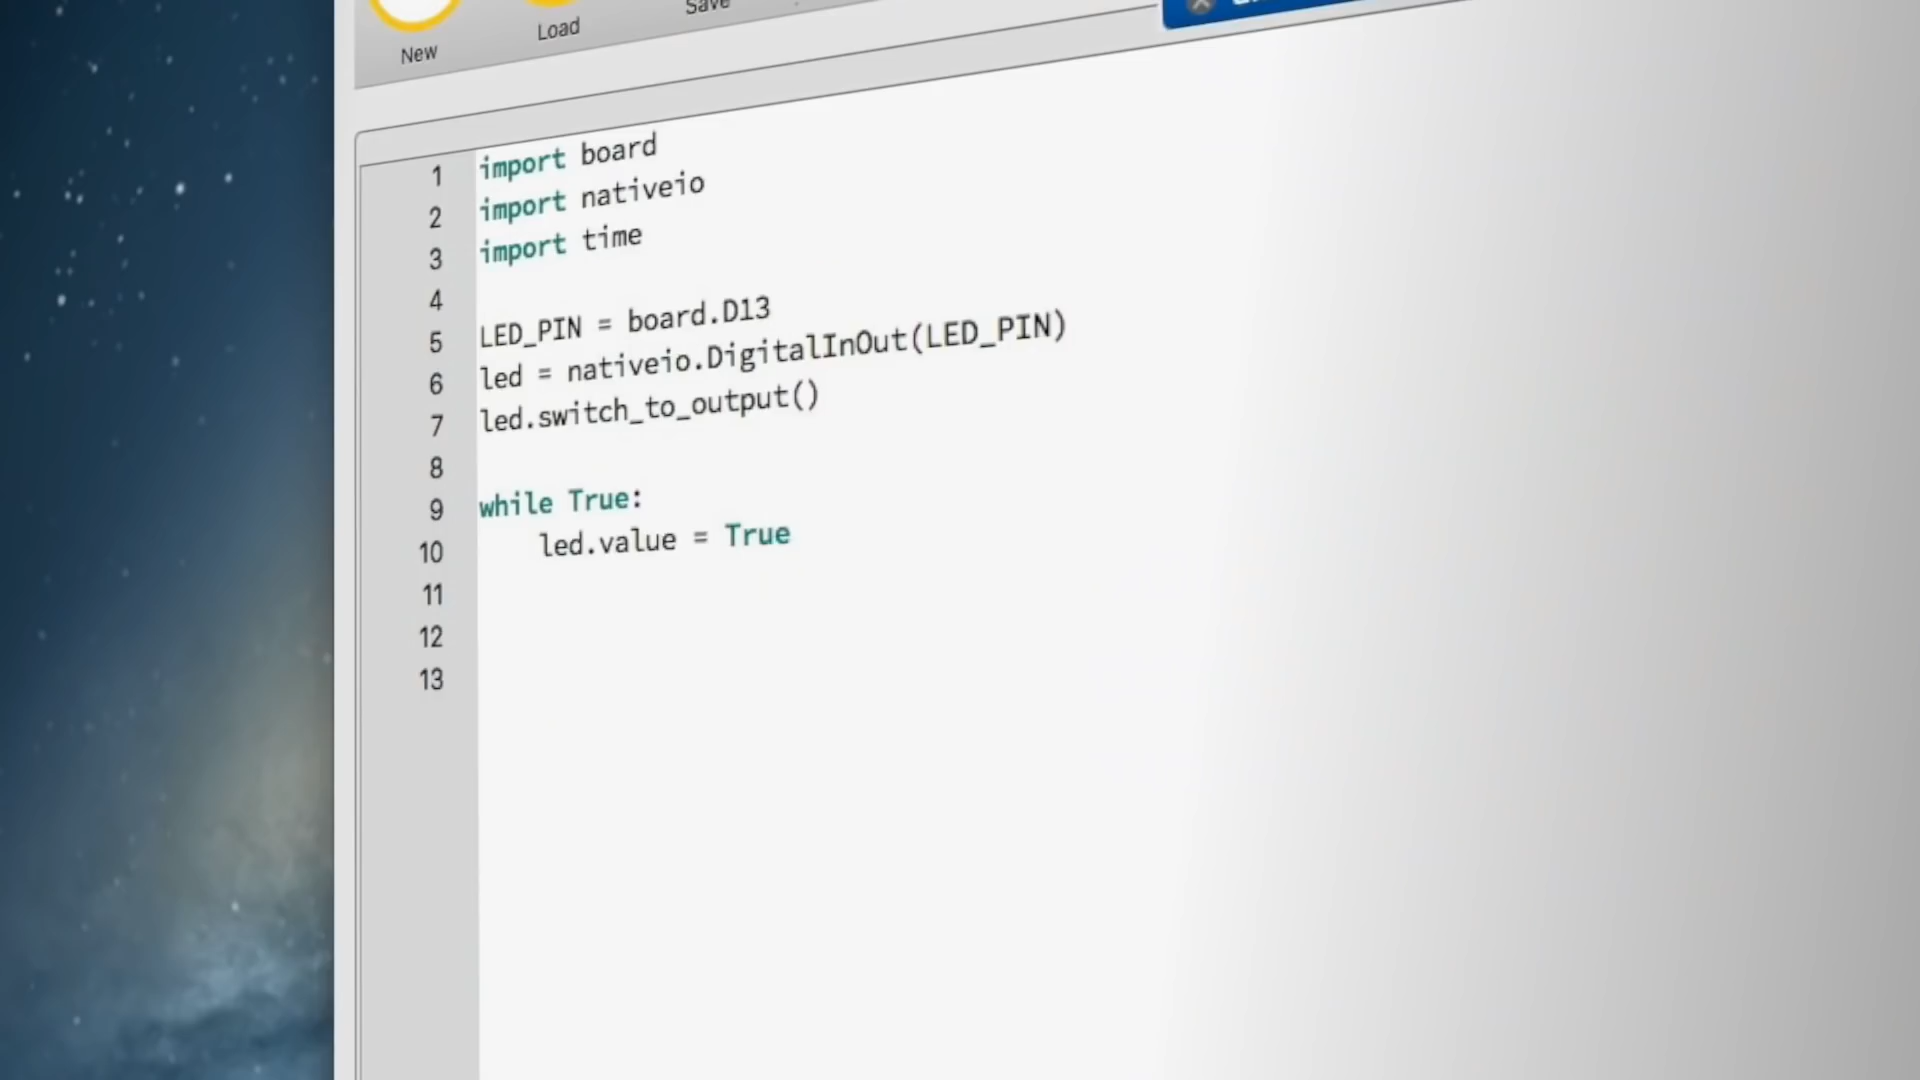 New
Load
Save
1 import board
2 import nativeio
3 import time
4
5 LED_PIN = board.D13
6 led = nativeio.DigitalInOut(LED_PIN)
7 led.switch_to_output()
8
9 while True:
10     led.value = True
11
12
13